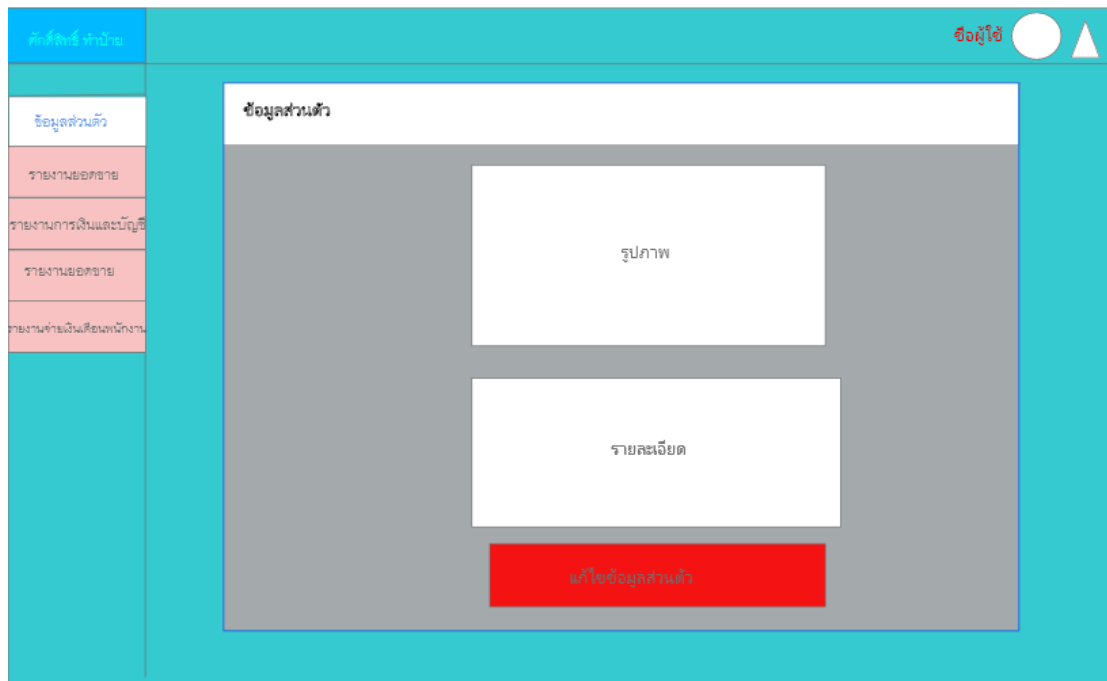 ศักดิ์สิทธิ์ ทำป้าย
ชื่อผู้ใช้
ข้อมูลส่วนตัว
รายงานยอดขาย
รายงานการเงินและบัญชี
รายงานยอดขาย
รายงานจ่ายเงินเดือนพนักงาน
ข้อมูลส่วนตัว
รูปภาพ
รายละเอียด
แก้ไขข้อมูลส่วนตัว